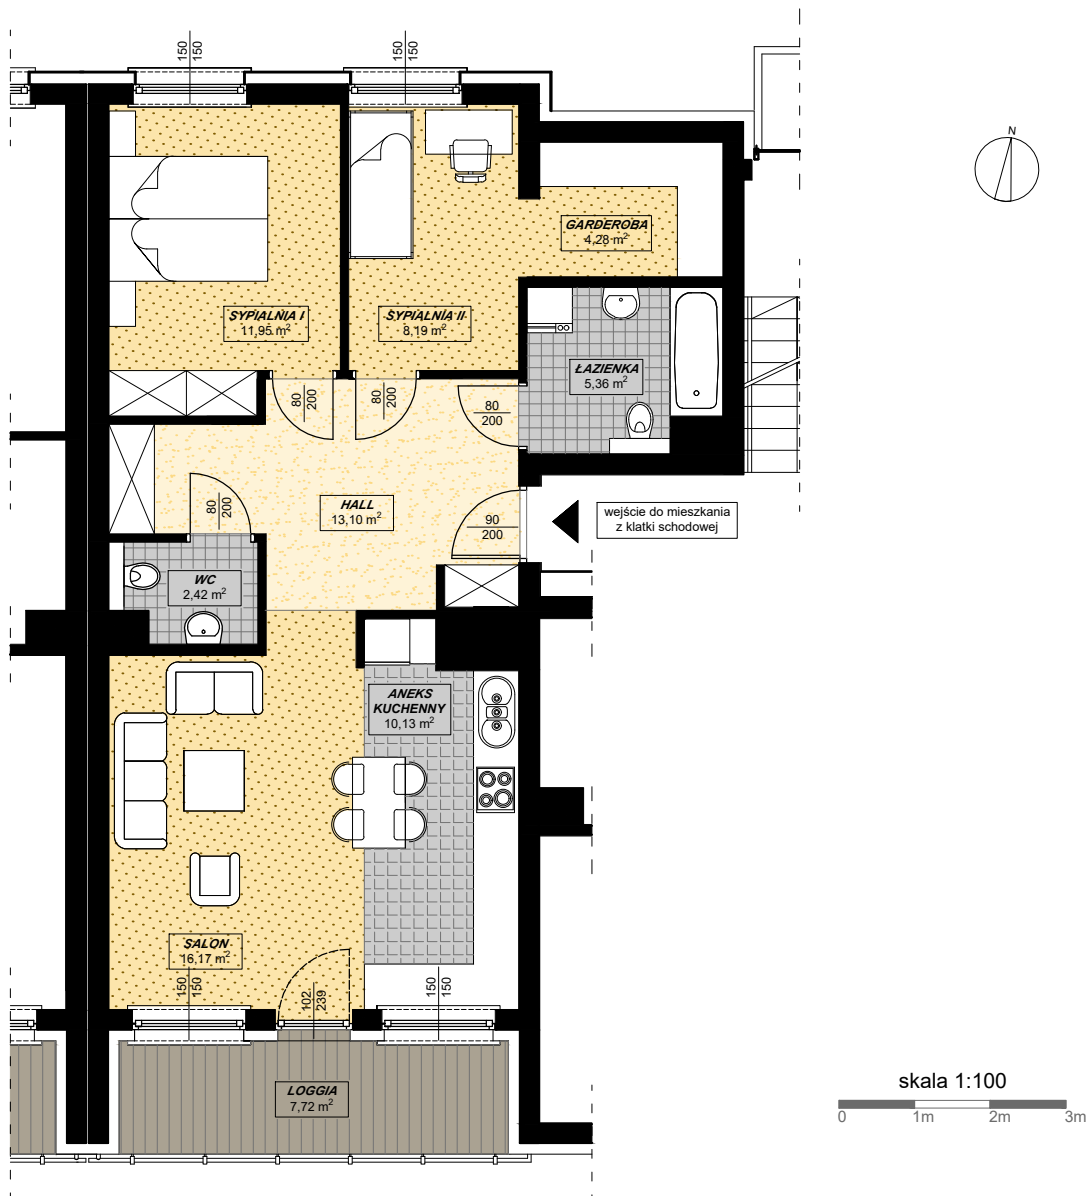 150
150
150
150
N
GARDEROBA
4,28 m²
SYPIALNIA I
11,95 m²
SYPIALNIA II
8,19 m²
ŁAZIENKA
5,36 m²
80
200
80
200
80
200
80
200
HALL
13,10 m²
90
200
wejście do mieszkania
z klatki schodowej
WC
2,42 m²
ANEKS
KUCHENNY
10,13 m²
SALON
16,17 m²
150
150
102
239
150
150
LOGGIA
7,72 m²
skala 1:100
0 1m 2m 3m